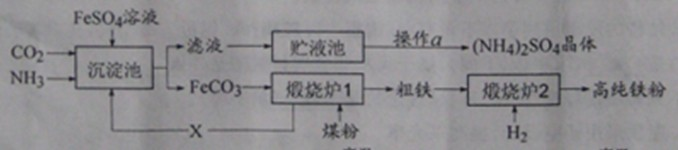 FeSO4溶液
CO2
NH3
沉淀池
滤液
贮液池
操作a
(NH4)2SO4晶体
FeCO3
煅烧炉1
粗铁
煅烧炉2
高纯铁粉
X
煤粉
H2